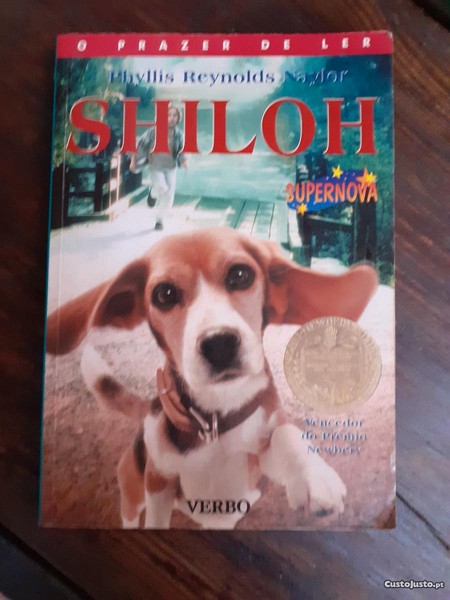 O PRAZER DE LER
Phyllis Reynolds Naylor
SHILOH
SUPERNOVA
Vencedor
do Prémio
Newbery
VERBO
CustoJusto.pt